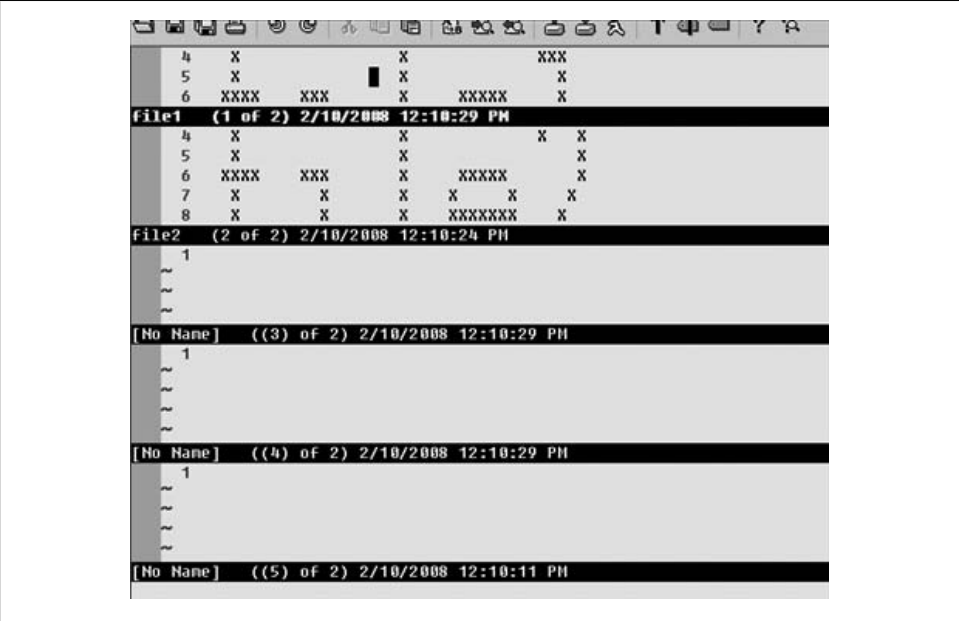 4    X                X             XXX
5    X                X               X
6   XXXX    XXX       X     XXXXX     X
file1   (1 of 2) 2/10/2008 12:10:29 PM
4    X                X             X   X
5    X                X                 X
6   XXXX    XXX       X     XXXXX       X
7    X        X       X    X     X     X
8    X        X       X    XXXXXXX    X
file2   (2 of 2) 2/10/2008 12:10:24 PM
1
~
~
~
[No Name]   ((3) of 2) 2/10/2008 12:10:29 PM
1
~
~
~
~
[No Name]   ((4) of 2) 2/10/2008 12:10:29 PM
1
~
~
~
~
[No Name]   ((5) of 2) 2/10/2008 12:10:11 PM